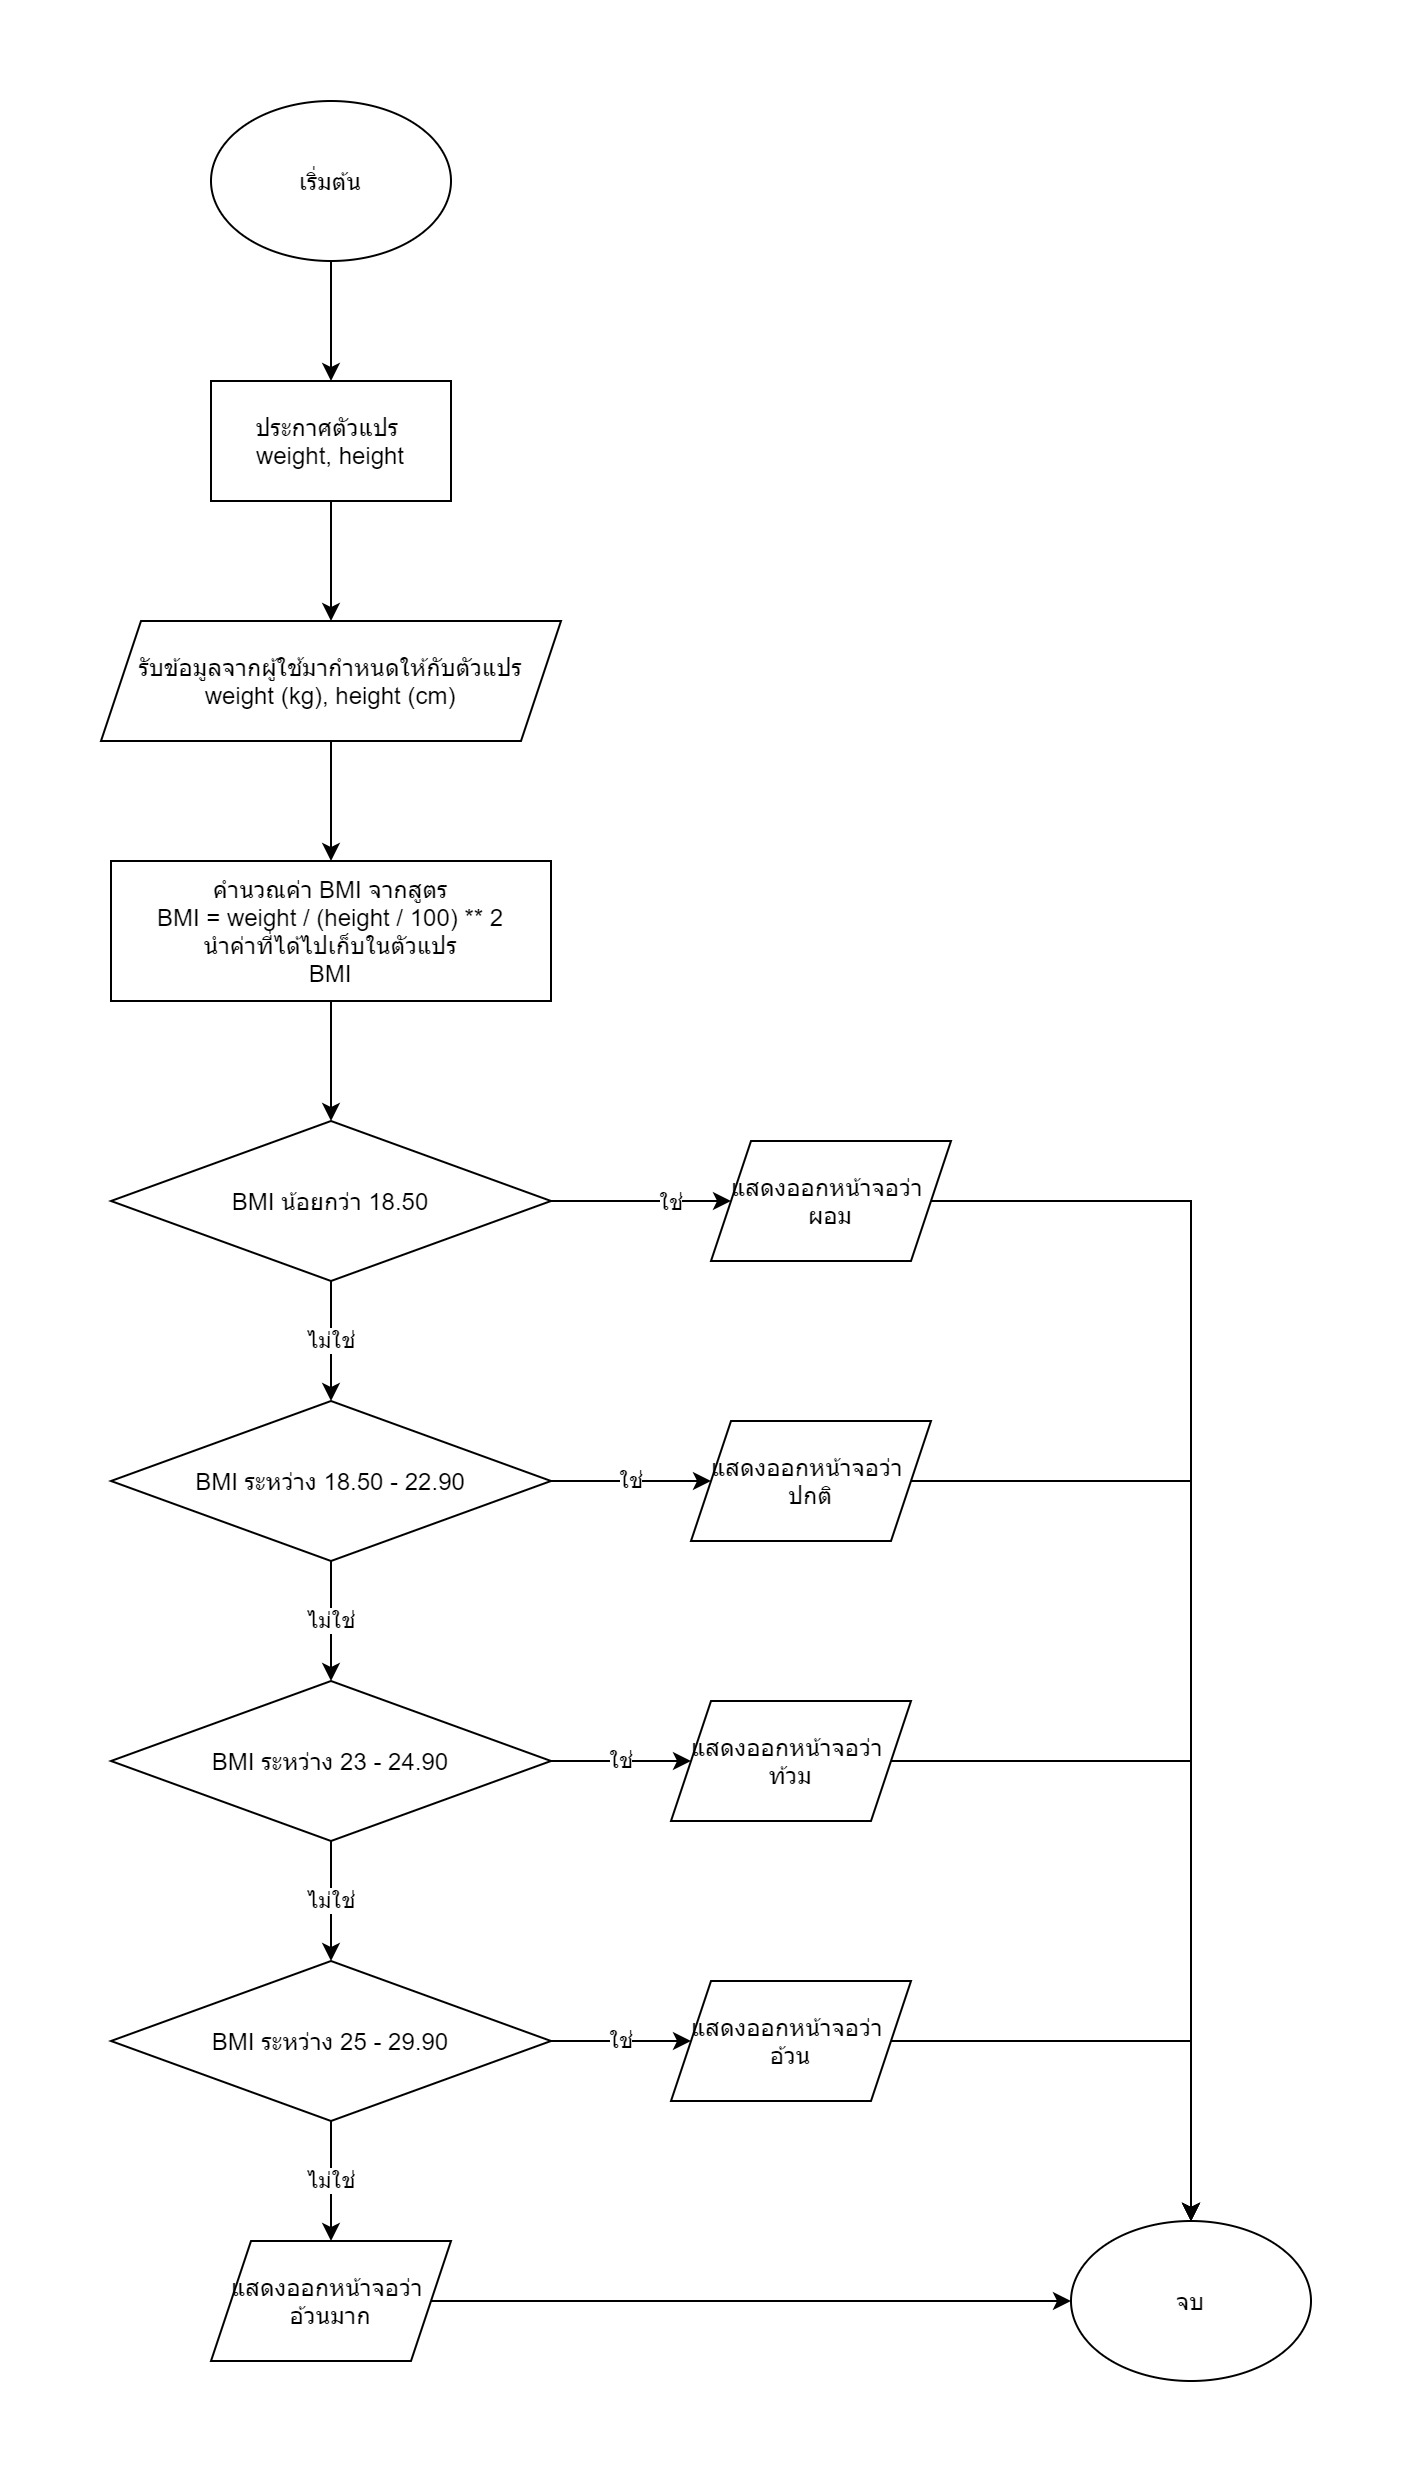 เริ่มต้น
ประกาศตัวแปร
weight, height
รับข้อมูลจากผู้ใช้มากำหนดให้กับตัวแปร
weight (kg), height (cm)
คำนวณค่า BMI จากสูตร
BMI = weight / (height / 100) ** 2
นำค่าที่ได้ไปเก็บในตัวแปร
BMI
BMI น้อยกว่า 18.50
ใช่
แสดงออกหน้าจอว่า
ผอม
ไม่ใช่
BMI ระหว่าง 18.50 - 22.90
ใช่
แสดงออกหน้าจอว่า
ปกติ
ไม่ใช่
BMI ระหว่าง 23 - 24.90
ใช่
แสดงออกหน้าจอว่า
ท้วม
ไม่ใช่
BMI ระหว่าง 25 - 29.90
ใช่
แสดงออกหน้าจอว่า
อ้วน
ไม่ใช่
แสดงออกหน้าจอว่า
อ้วนมาก
จบ